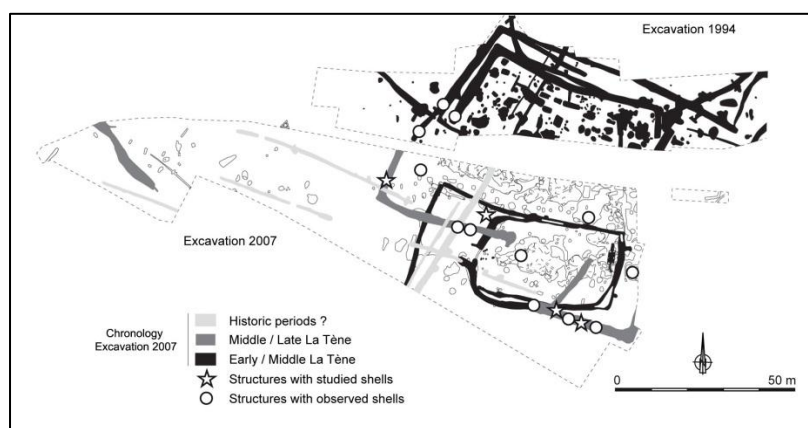 Excavation 1994
Excavation 2007
Chronology
Excavation 2007
Historic periods ?
Middle / Late La Tène
Early / Middle La Tène
Structures with studied shells
Structures with observed shells
0 50 m